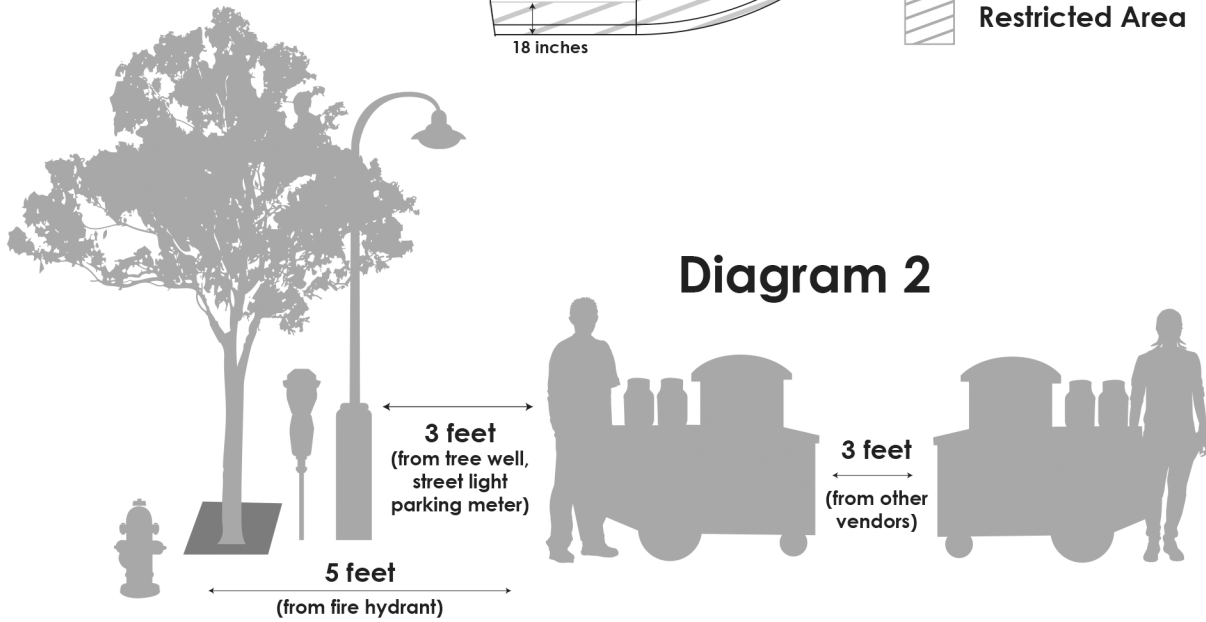 Restricted Area
18 inches
Diagram 2
3 feet
(from tree well,
street light
parking meter)
3 feet
(from other
vendors)
5 feet
(from fire hydrant)